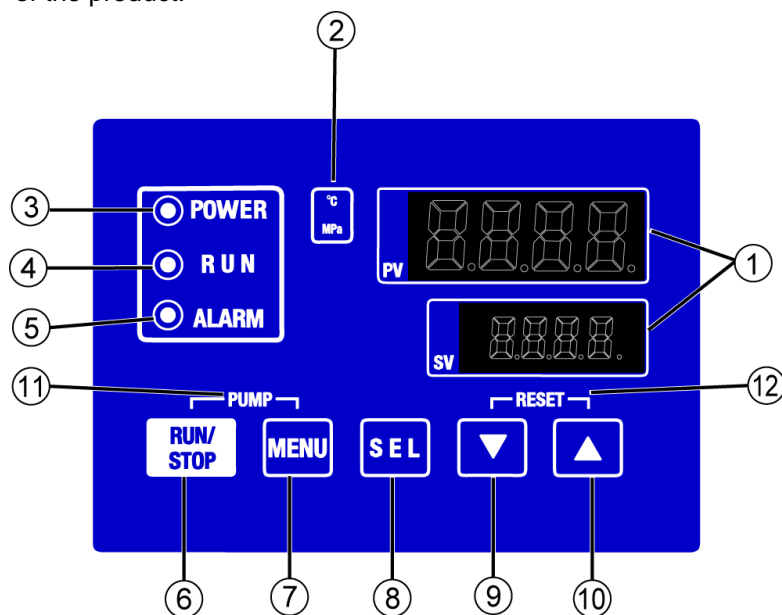 of the product.
②
③ POWER
°C
MPa
PV
①
④ RUN
⑤ ALARM
SV
⑪ PUMP
RESET ⑫
RUN/
STOP
MENU
SEL
▼
▲
⑥ ⑦ ⑧ ⑨ ⑩